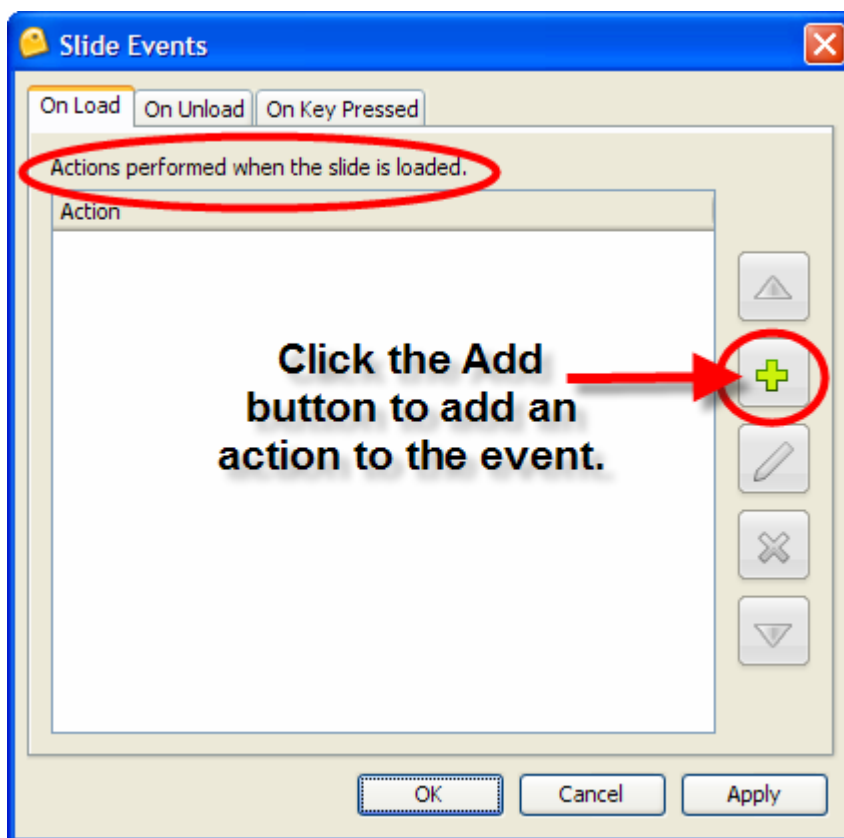 Slide Events
On Load On Unload On Key Pressed
Actions performed when the slide is loaded.
Action
Click the Add
button to add an
action to the event.
OK Cancel Apply